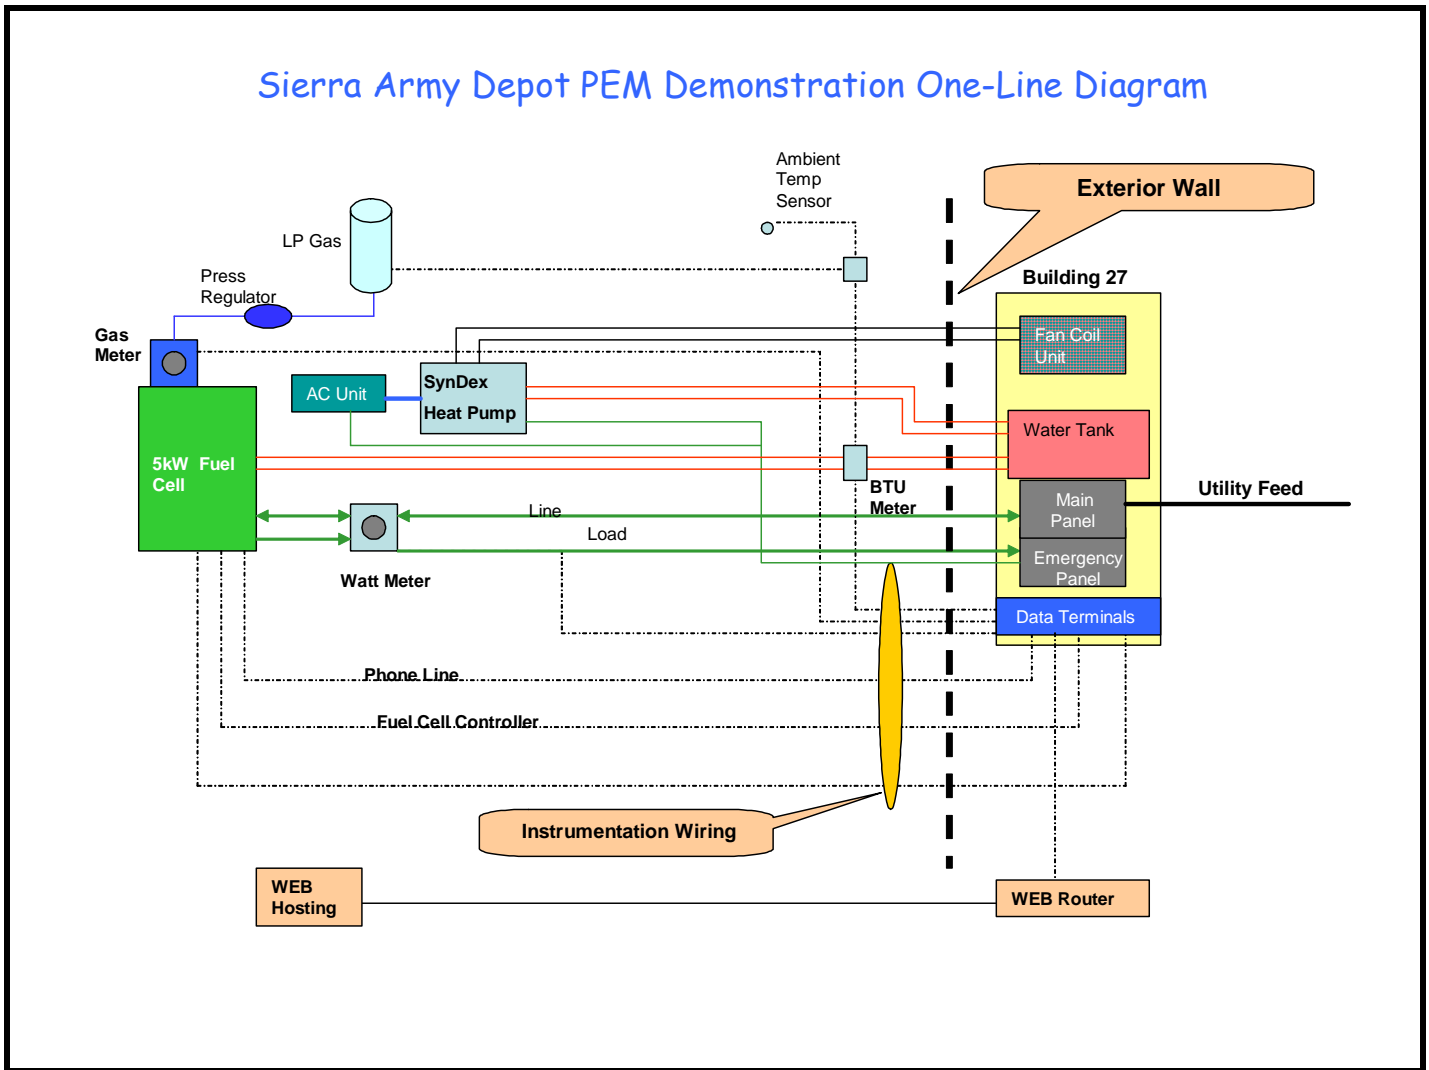 Sierra Army Depot PEM Demonstration One-Line Diagram
Ambient
Temp
Sensor
Exterior Wall
LP Gas
Press
Regulator
Building 27
Gas
Meter
Fan Coil
Unit
SynDex
Heat Pump
AC Unit
Water Tank
5kW Fuel
Cell
BTU
Meter
Utility Feed
Main
Panel
Line
Load
Emergency
Panel
Watt Meter
Data Terminals
Phone Line
Fuel Cell Controller
Instrumentation Wiring
WEB
Hosting
WEB Router